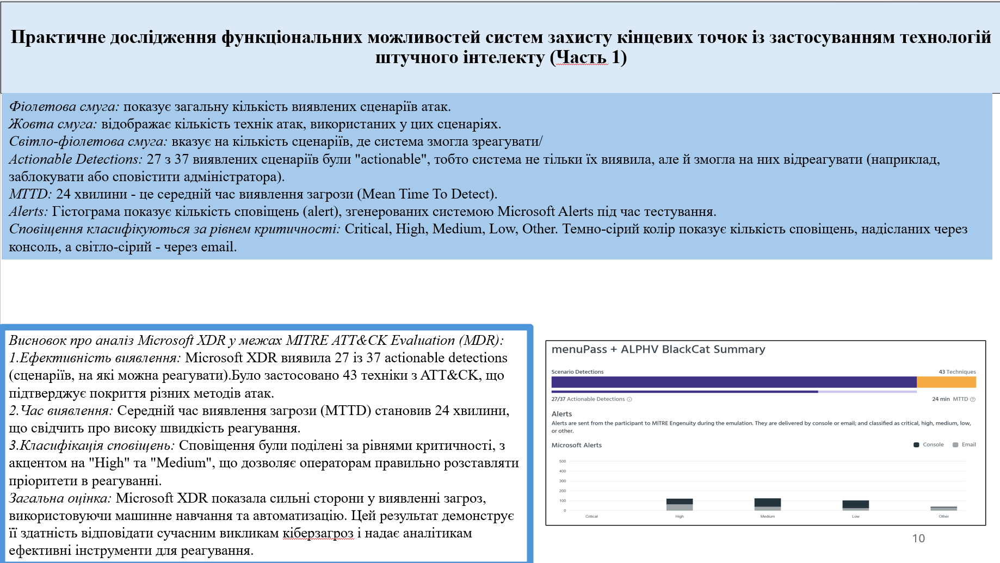 Практичне дослідження функціональних можливостей систем захисту кінцевих точок із застосуванням технологій
штучного інтелекту (Часть 1)
Фіолетова смуга: показує загальну кількість виявлених сценаріїв атак.
Жовта смуга: відображає кількість технік атак, використаних у цих сценаріях.
Світло-фіолетова смуга: вказує на кількість сценаріїв, де система змогла зреагувати/
Actionable Detections: 27 з 37 виявлених сценаріїв були "actionable", тобто система не тільки їх виявила, але й змогла на них відреагувати (наприклад,
заблокувати або сповістити адміністратора).
MTTD: 24 хвилини - це середній час виявлення загрози (Mean Time To Detect).
Alerts: Гістограма показує кількість сповіщень (alert), згенерованих системою Microsoft Alerts під час тестування.
Сповіщення класифікуються за рівнем критичності: Critical, High, Medium, Low, Other. Темно-сірий колір показує кількість сповіщень, надісланих через
консоль, а світло-сірий - через email.
Висновок про аналіз Microsoft XDR у межах MITRE ATT&CK Evaluation (MDR):
1.Ефективність виявлення: Microsoft XDR виявила 27 із 37 actionable detections
(сценаріїв, на які можна реагувати).Було застосовано 43 техніки з ATT&CK, що
підтверджує покриття різних методів атак.
2.Час виявлення: Середній час виявлення загрози (MTTD) становив 24 хвилини,
що свідчить про високу швидкість реагування.
3.Класифікація сповіщень: Сповіщення були поділені за рівнями критичності, з
акцентом на "High" та "Medium", що дозволяє операторам правильно розставляти
пріоритети в реагуванні.
Загальна оцінка: Microsoft XDR показала сильні сторони у виявленні загроз,
використовуючи машинне навчання та автоматизацію. Цей результат демонструє
її здатність відповідати сучасним викликам кіберзагроз і надає аналітикам
ефективні інструменти для реагування.
menuPass + ALPHV BlackCat Summary
Scenario Detections
43 Techniques
27/37 Actionable Detections
24 min MTTD
Alerts
Alerts are sent from the participant to MITRE Engenuity during the emulation. They are delivered by console or email; and classified as critical, high, medium, low,
or other.
Microsoft Alerts
Console Email
500
400
300
200
100
0
Critical High Medium Low Other
10